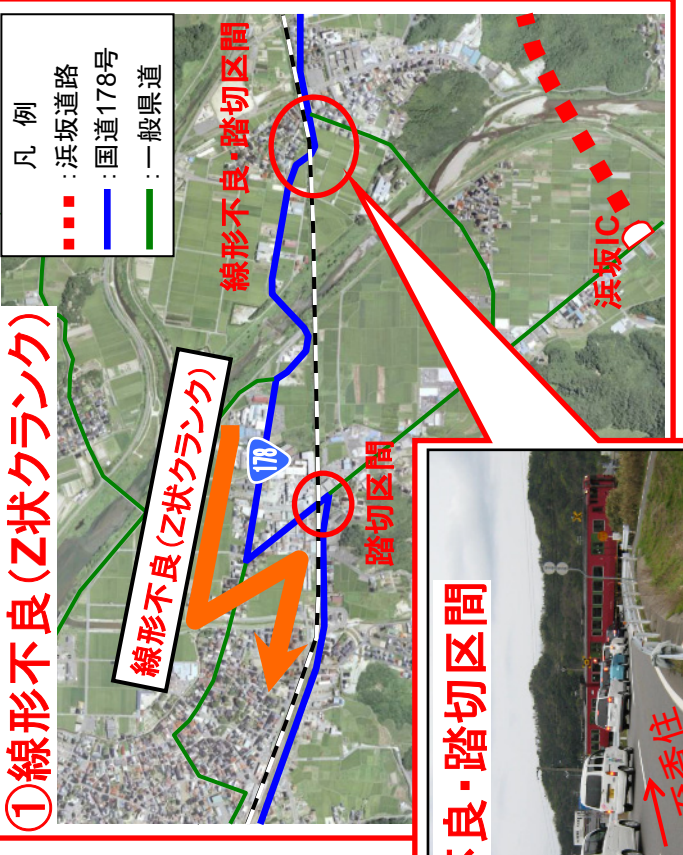 ①線形不良(Z状クランク)
凡 例
:浜坂道路
:国道178号
:一般県道
線形不良(Z状クランク)
178
線形不良・踏切区間
踏切区間
浜坂IC
良・踏切区間
香住